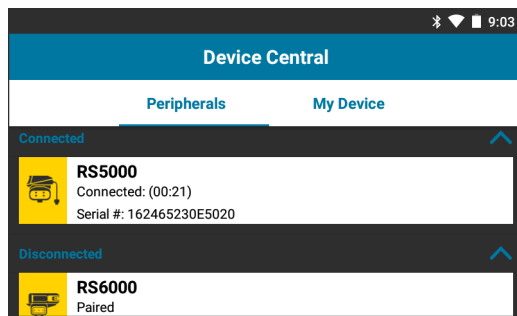 9:03
Device Central
Peripherals My Device
Connected
RS5000
Connected: (00:21)
Serial #: 162465230E5020
Disconnected
RS6000
Paired